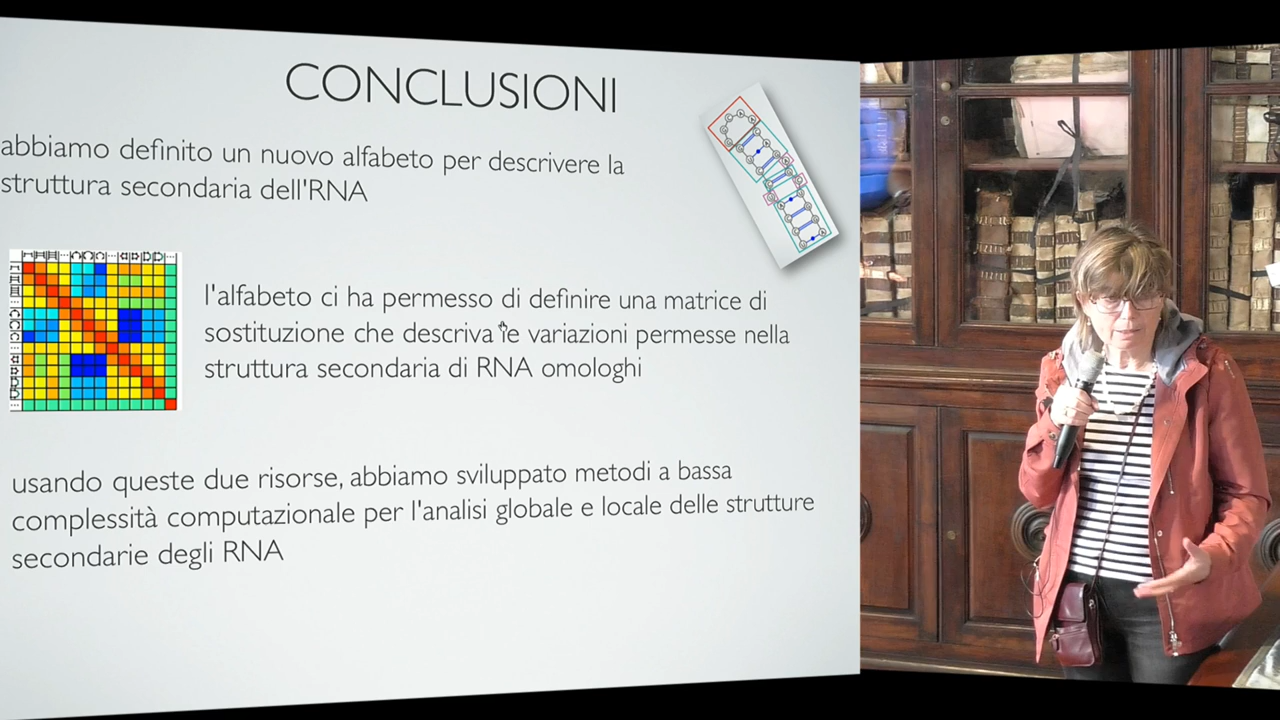 CONCLUSIONI
abbiamo definito un nuovo alfabeto per descrivere la
struttura secondaria dell'RNA
l'alfabeto ci ha permesso di definire una matrice di
sostituzione che descriva le variazioni permesse nella
struttura secondaria di RNA omologhi
usando queste due risorse, abbiamo sviluppato metodi a bassa
complessità computazionale per l'analisi globale e locale delle strutture
secondarie degli RNA